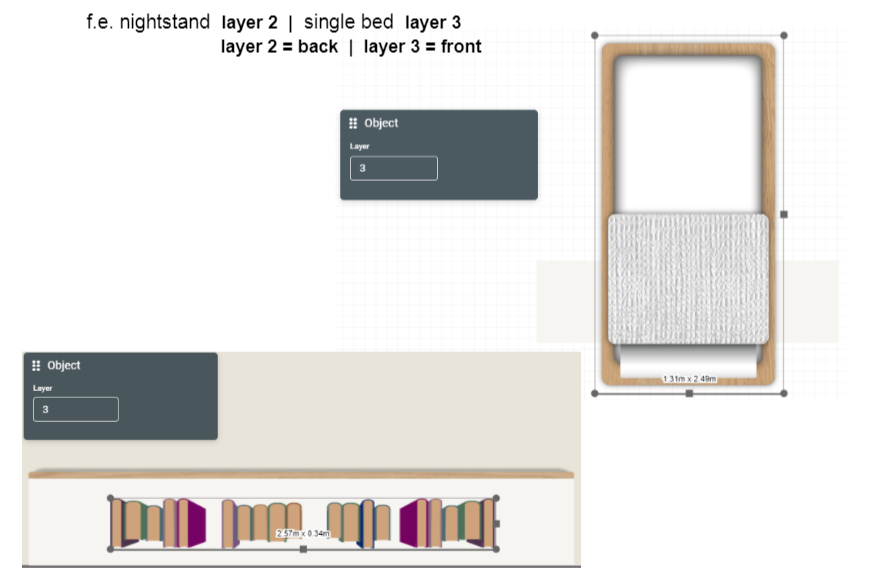 f.e. nightstand layer 2 | single bed layer 3
layer 2 = back | layer 3 = front
Object
Layer
3
1.31m x 2.49m
Object
Layer
3
2.57m x 0.34m